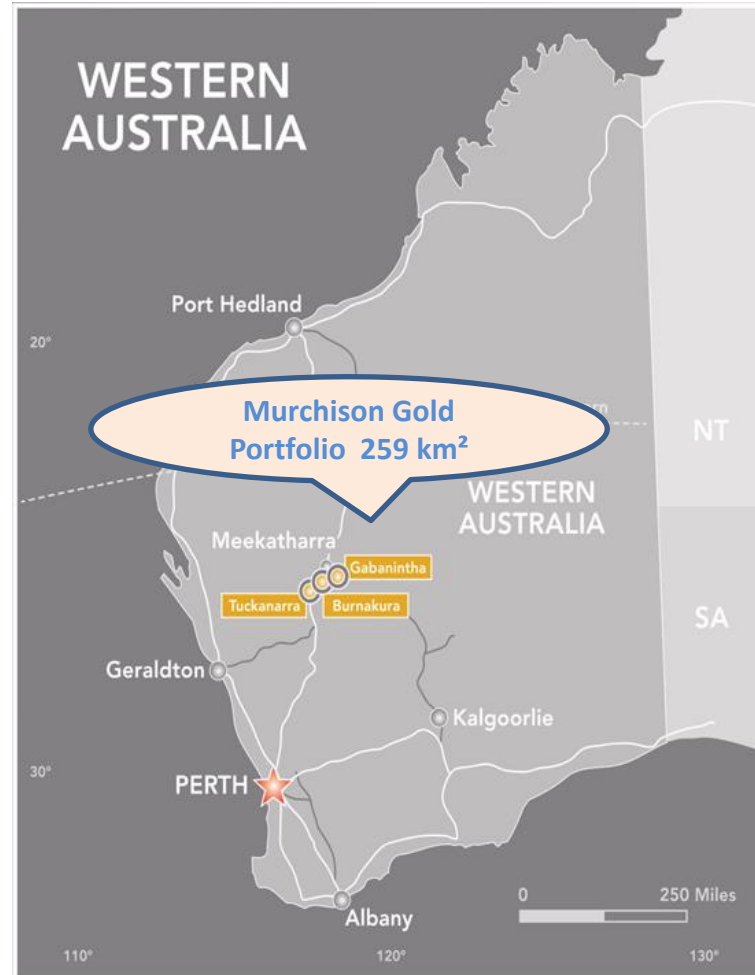 WESTERN
AUSTRALIA
Port Hedland
20°
Murchison Gold
Portfolio 259 km²
NT
WESTERN
AUSTRALIA
Meekatharra
Gabanintha
Tuckanarra
Burnakura
SA
Geraldton
Kalgoorlie
30°
PERTH
0 250 Miles
Albany
110° 120° 130°